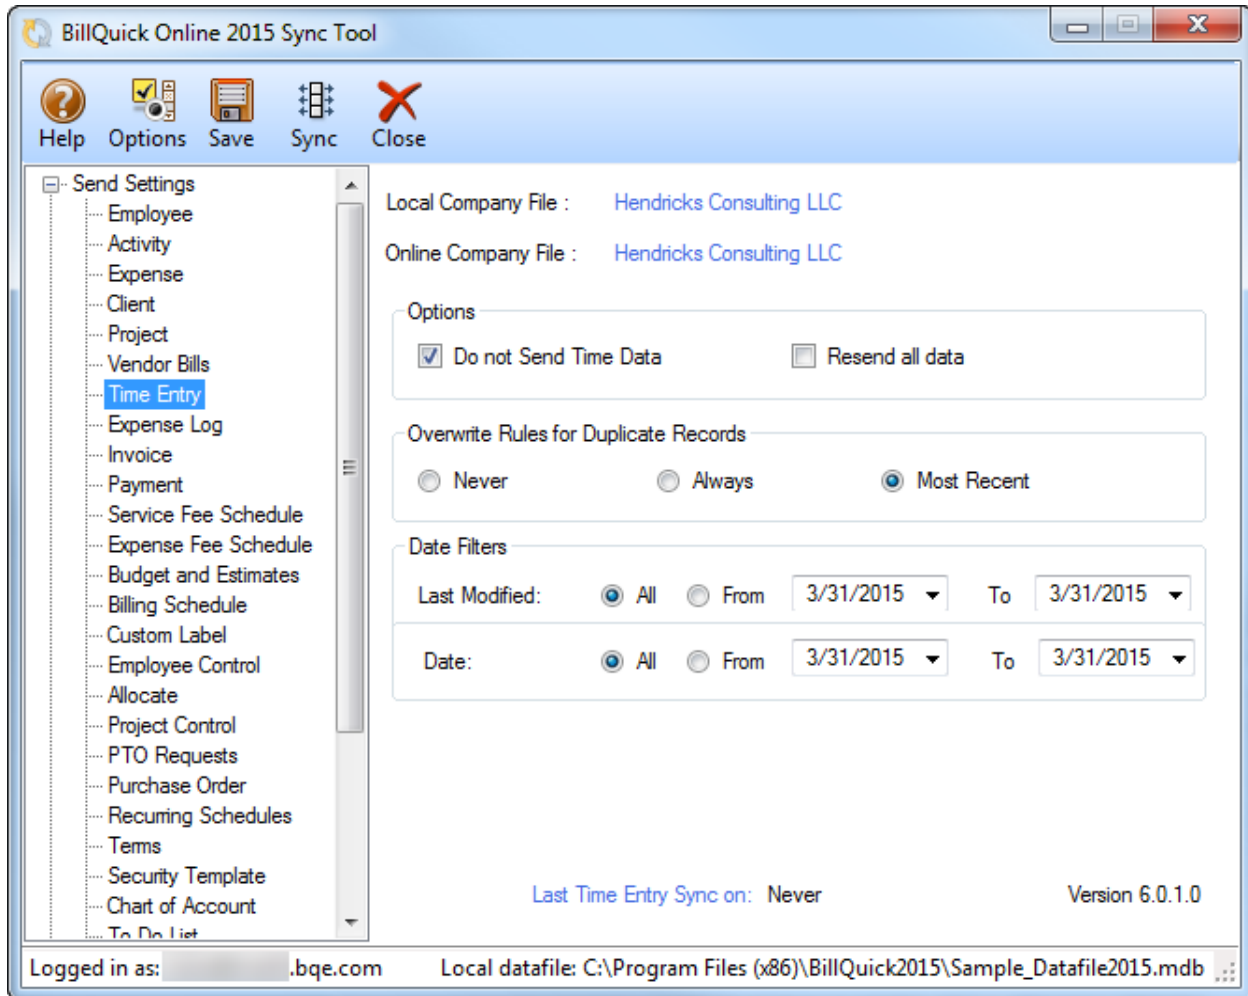 BillQuick Online 2015 Sync Tool
Help Options Save Sync Close
Send Settings
Employee
Activity
Expense
Client
Project
Vendor Bills
Time Entry
Expense Log
Invoice
Payment
Service Fee Schedule
Expense Fee Schedule
Budget and Estimates
Billing Schedule
Custom Label
Employee Control
Allocate
Project Control
PTO Requests
Purchase Order
Recurring Schedules
Terms
Security Template
Chart of Account
To Do List
Local Company File : Hendricks Consulting LLC
Online Company File : Hendricks Consulting LLC
Options
Do not Send Time Data Resend all data
Overwrite Rules for Duplicate Records
Never Always Most Recent
Date Filters
Last Modified: All From 3/31/2015 To 3/31/2015
Date: All From 3/31/2015 To 3/31/2015
Last Time Entry Sync on: Never Version 6.0.1.0
Logged in as: .bqe.com Local datafile: C:\Program Files (x86)\BillQuick2015\Sample_Datafile2015.mdb